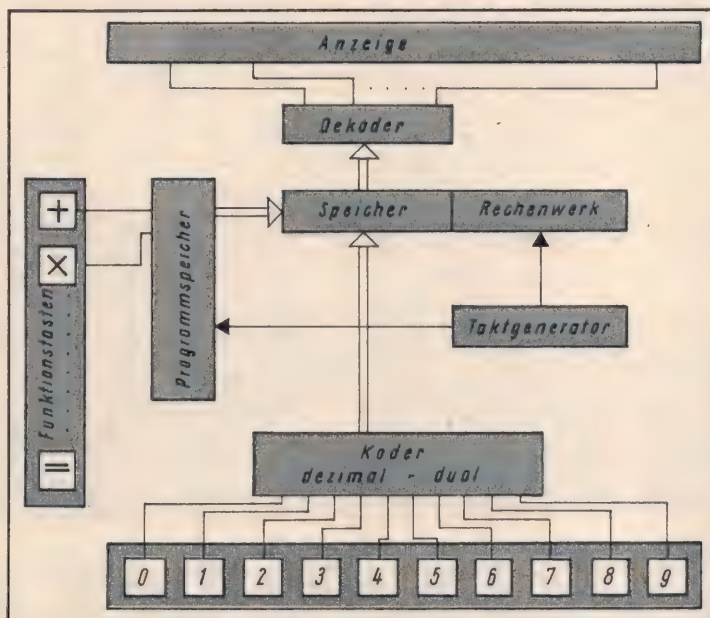 Anzeige
Dekoder
+
Speicher
Rechenwerk
×
Funktionstasten
Programmspeicher
Taktgenerator
=
Koder
dezimal - dual
0 1 2 3 4 5 6 7 8 9